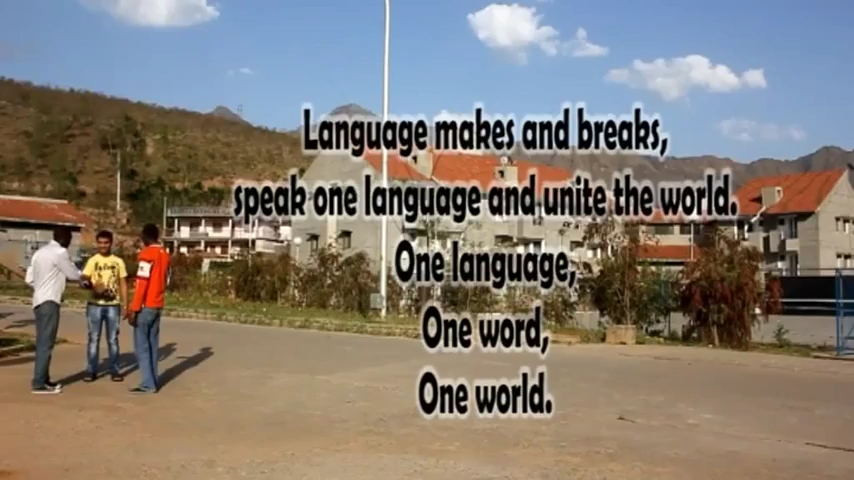 Language makes and breaks,
speak one language and unite the world.
One language,
One word,
One world.